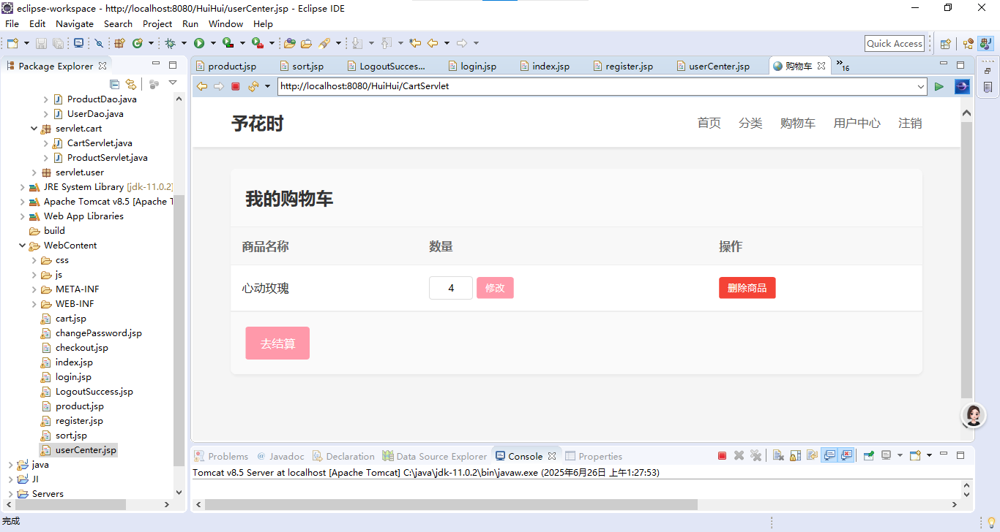 eclipse-workspace - http://localhost:8080/HuiHui/userCenter.jsp - Eclipse IDE
File Edit Navigate Search Project Run Window Help
Quick Access
Package Explorer
product.jsp sort.jsp LogoutSucces... login.jsp index.jsp register.jsp userCenter.jsp 购物车 »16
http://localhost:8080/HuiHui/CartServlet
ProductDao.java
UserDao.java
servlet.cart
CartServlet.java
ProductServlet.java
servlet.user
JRE System Library [jdk-11.0.2]
Apache Tomcat v8.5 [Apache T
Web App Libraries
build
WebContent
css
js
META-INF
WEB-INF
cart.jsp
changePassword.jsp
checkout.jsp
index.jsp
login.jsp
LogoutSuccess.jsp
product.jsp
register.jsp
sort.jsp
userCenter.jsp
java
JI
Servers
予花时
首页 分类 购物车 用户中心 注销
我的购物车
商品名称 数量 操作
心动玫瑰 4 修改 删除商品
去结算
Problems @ Javadoc Declaration Data Source Explorer Console Properties
Tomcat v8.5 Server at localhost [Apache Tomcat] C:\java\jdk-11.0.2\bin\javaw.exe (2025年6月26日 上午1:27:53)
完成